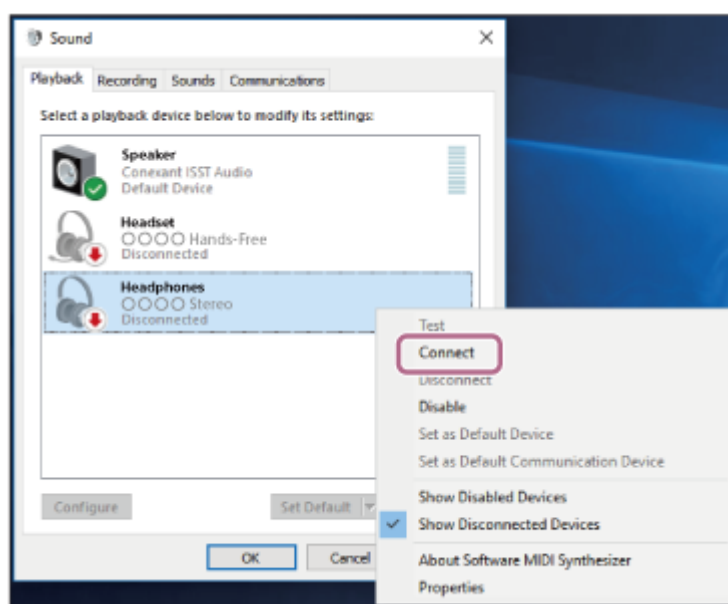 Sound
Playback Recording Sounds Communications
Select a playback device below to modify its settings:
Speaker
Conexant ISST Audio
Default Device
Headset
○○○○ Hands-Free
Disconnected
Headphones
○○○○ Stereo
Disconnected
Test
Connect
Disconnect
Disable
Set as Default Device
Set as Default Communication Device
Show Disabled Devices
Show Disconnected Devices
About Software MIDI Synthesizer
Properties
Configure Set Default
OK Cancel